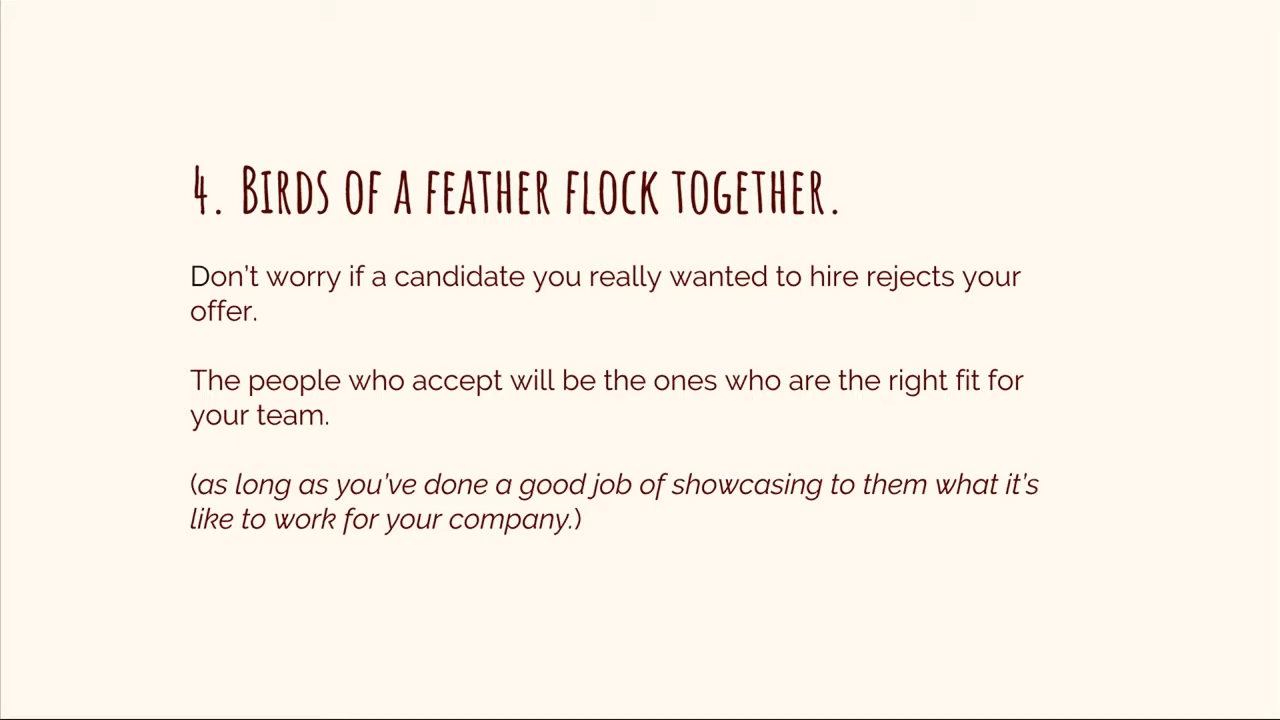 4. Birds of a feather flock together.
Don’t worry if a candidate you really wanted to hire rejects your
offer.
The people who accept will be the ones who are the right fit for
your team.
(as long as you’ve done a good job of showcasing to them what it’s
like to work for your company.)